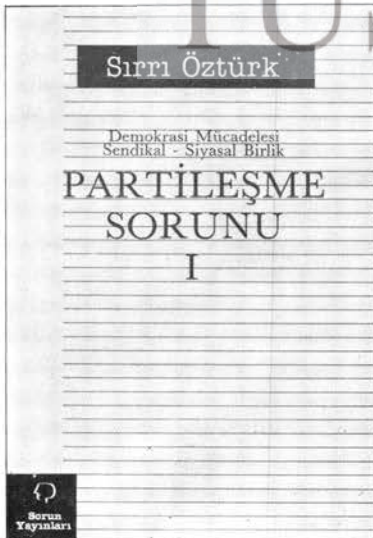 Sırrı Öztürk
Demokrasi Mücadelesi
Sendikal - Siyasal Birlik
PARTİLEŞME
SORUNU
I
Sorun
Yayınları